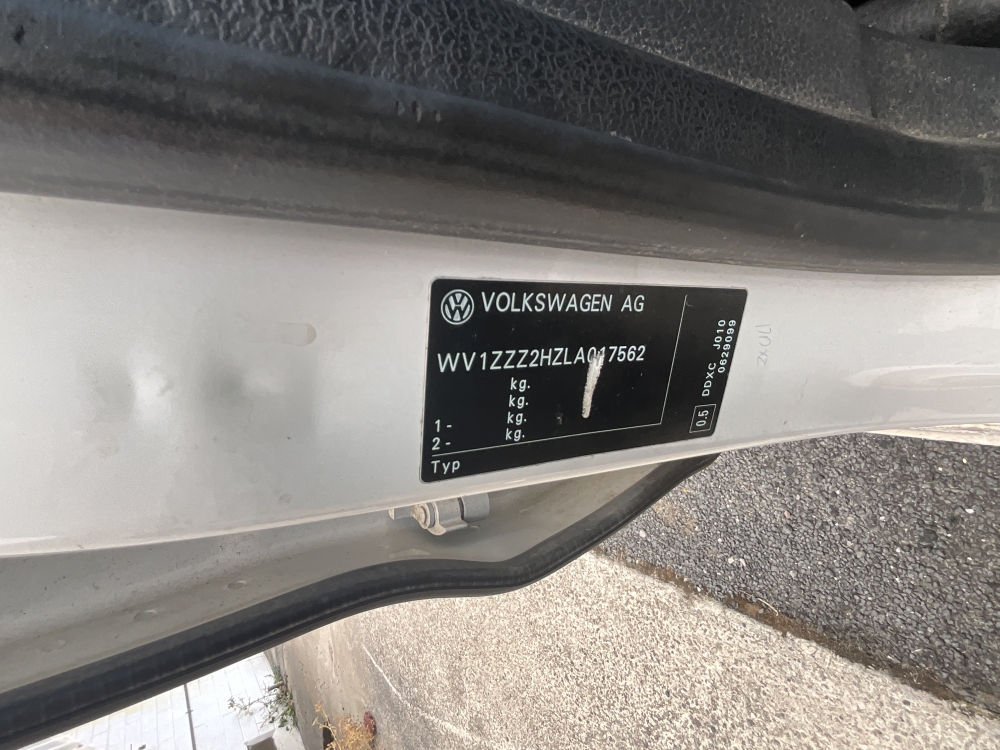 VOLKSWAGEN AG
WV1ZZZ2HZLA017562
kg.
kg.
1- kg.
2- kg.
Typ
0.5 DDXC J010
0629099